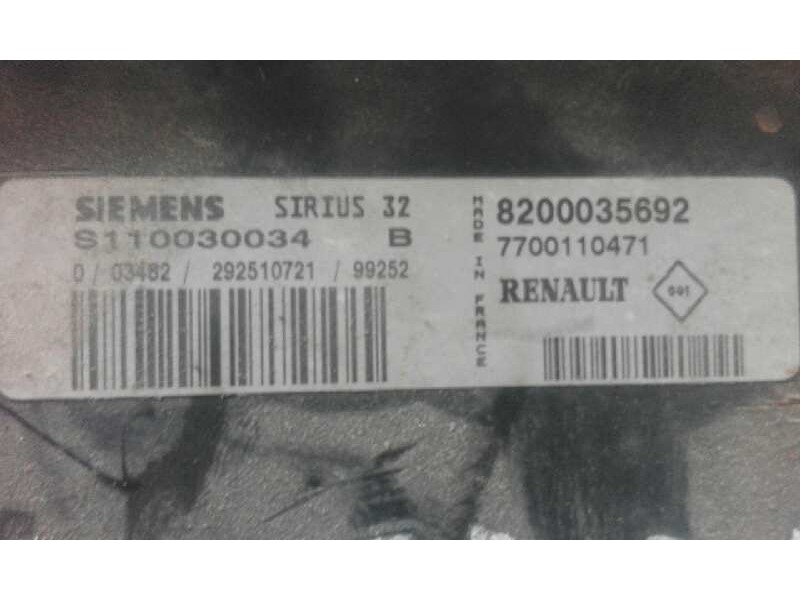 SIEMENS SIRIUS 32
S110030034 B
0 / 03482 / 292510721 / 99252
MADE IN FRANCE
8200035692
7700110471
RENAULT